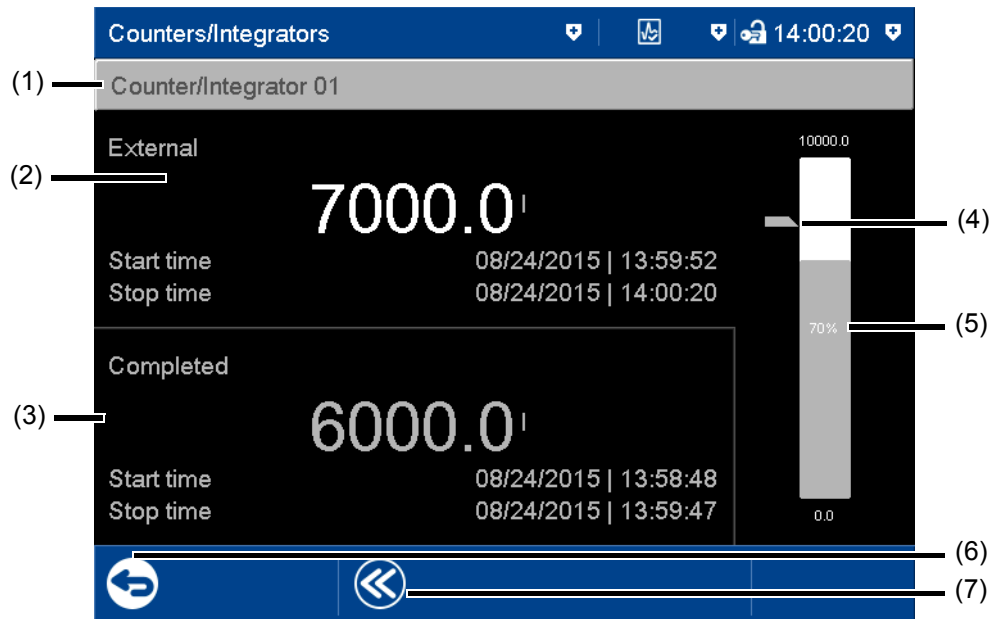 Counters/Integrators 14:00:20
(1) Counter/Integrator 01
External 10000.0
(2)
7000.0 l
(4)
Start time 08/24/2015 | 13:59:52
Stop time 08/24/2015 | 14:00:20
70% (5)
Completed
(3) 6000.0 l
Start time 08/24/2015 | 13:58:48
Stop time 08/24/2015 | 13:59:47
0.0
(6)
(7)